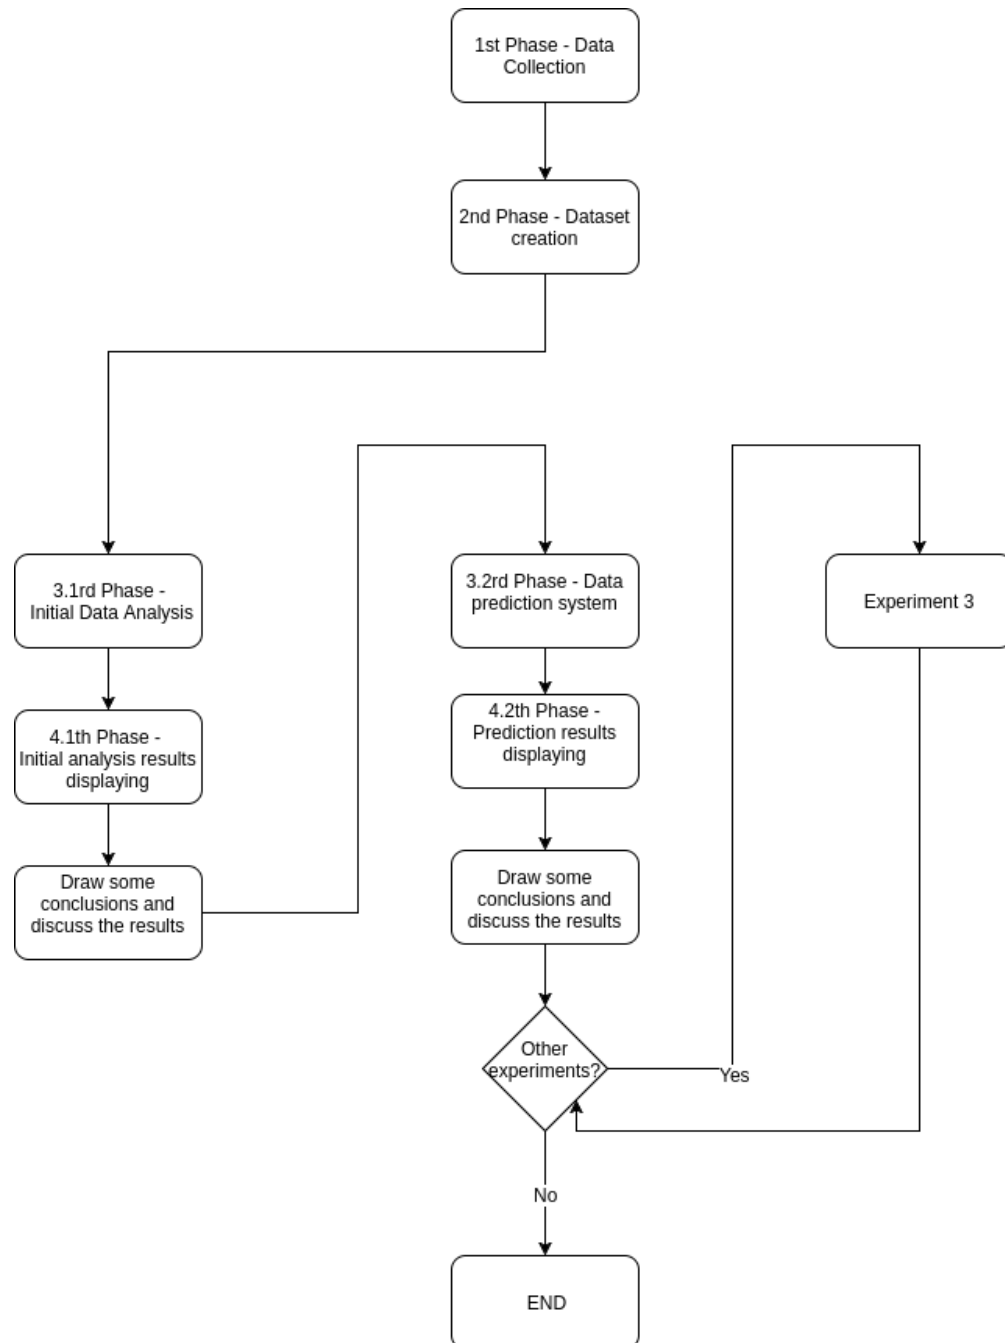 1st Phase - Data
Collection
2nd Phase - Dataset
creation
3.1rd Phase -
Initial Data Analysis
4.1th Phase -
Initial analysis results
displaying
Draw some
conclusions and
discuss the results
3.2rd Phase - Data
prediction system
4.2th Phase -
Prediction results
displaying
Draw some
conclusions and
discuss the results
Other
experiments?
Yes
Experiment 3
No
END